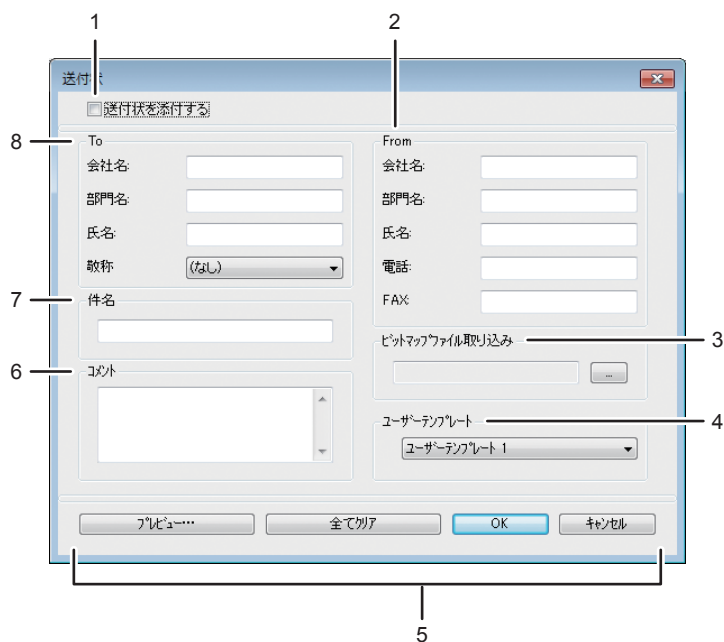 1 2
送付状
送付状を添付する
8 To
会社名:
部門名:
氏名:
敬称 (なし)
From
会社名:
部門名:
氏名:
電話:
FAX:
7 件名
ビットマップファイル取り込み 3
...
6 コメント
ユーザーテンプレート 4
ユーザーテンプレート 1
プレビュー… 全てクリア OK キャンセル
5